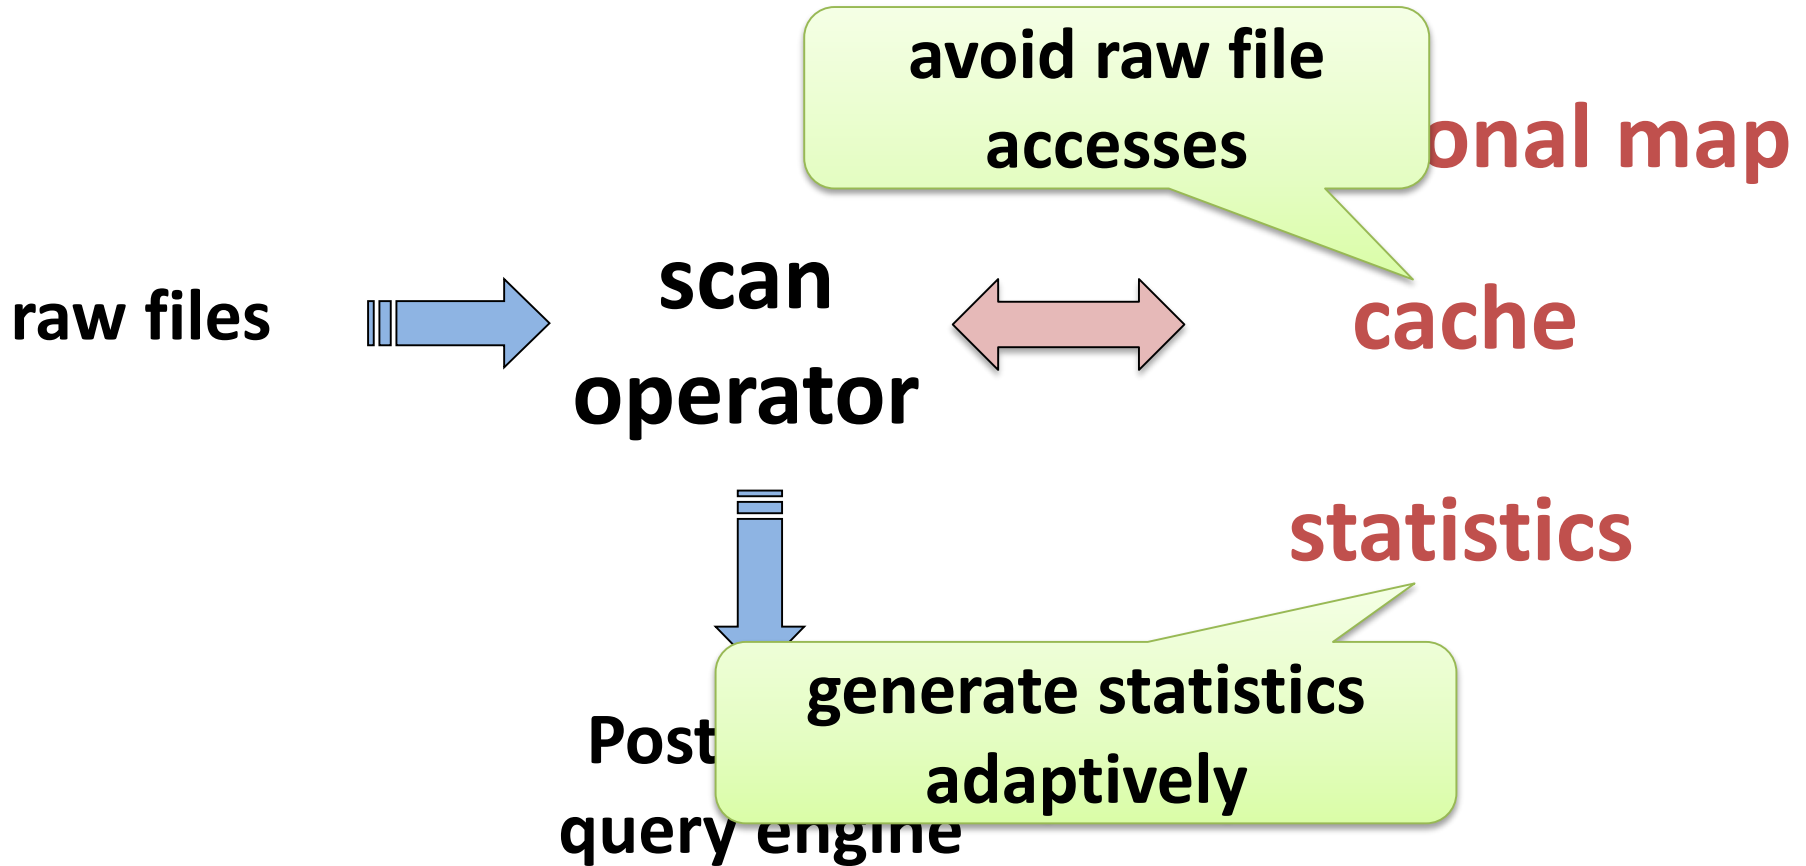 avoid raw file
accesses
onal map
raw files
scan
operator
cache
statistics
generate statistics
adaptively
Post
query engine